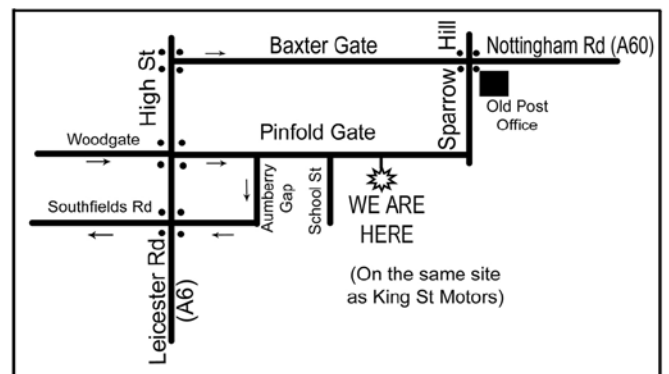 Baxter Gate
Hill
Nottingham Rd (A60)
High St
Sparrow
Old Post
Office
Woodgate
Pinfold Gate
Aumberry
Gap
School St
WE ARE
HERE
Southfields Rd
Leicester Rd
(A6)
(On the same site
as King St Motors)